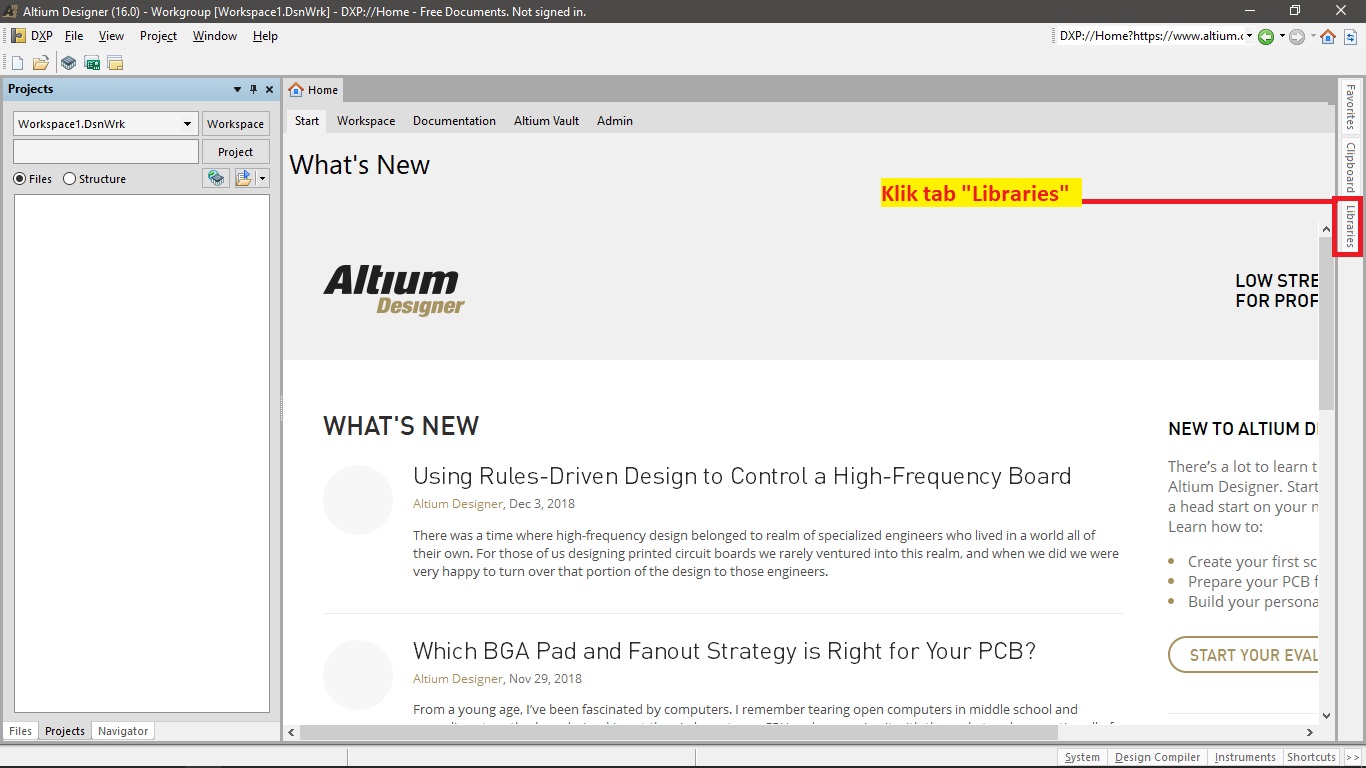 Altium Designer (16.0) - Workgroup [Workspace1.DsnWrk] - DXP://Home - Free Documents. Not signed in.
DXP File View Project Window Help
DXP://Home?https://www.altium.c
Projects
Home
Workspace1.DsnWrk Workspace
Project
Files Structure
Start Workspace Documentation Altium Vault Admin
What's New
Klik tab "Libraries"
Favorites
Clipboard
Libraries
Altium
Designer
LOW STRE
FOR PROF
WHAT'S NEW
Using Rules-Driven Design to Control a High-Frequency Board
Altium Designer, Dec 3, 2018
There was a time where high-frequency design belonged to realm of specialized engineers who lived in a world all of
their own. For those of us designing printed circuit boards we rarely ventured into this realm, and when we did we were
very happy to turn over that portion of the design to those engineers.
Which BGA Pad and Fanout Strategy is Right for Your PCB?
Altium Designer, Nov 29, 2018
From a young age, I've been fascinated by computers. I remember tearing open computers in middle school and
NEW TO ALTIUM D
There's a lot to learn t
Altium Designer. Start
a head start on your n
Learn how to:
Create your first sc
Prepare your PCB f
Build your persona
START YOUR EVAL
Files Projects Navigator
System Design Compiler Instruments Shortcuts >>